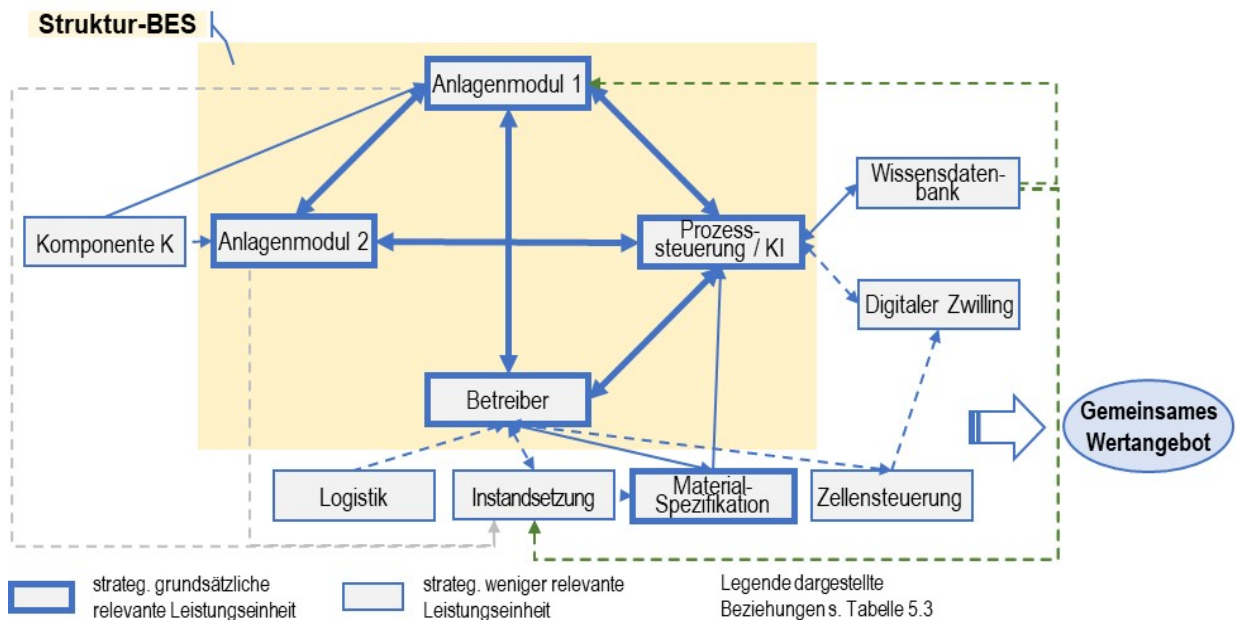 Struktur-BES
Anlagenmodul 1
Wissensdaten-
bank
Komponente K
Anlagenmodul 2
Prozess-
steuerung / KI
Digitaler Zwilling
Betreiber
Gemeinsames
Wertangebot
Logistik
Instandsetzung
Material-
Spezifikation
Zellensteuerung
strateg. grundsätzliche
relevante Leistungseinheit
strateg. weniger relevante
Leistungseinheit
Legende dargestellte
Beziehungen s. Tabelle 5.3